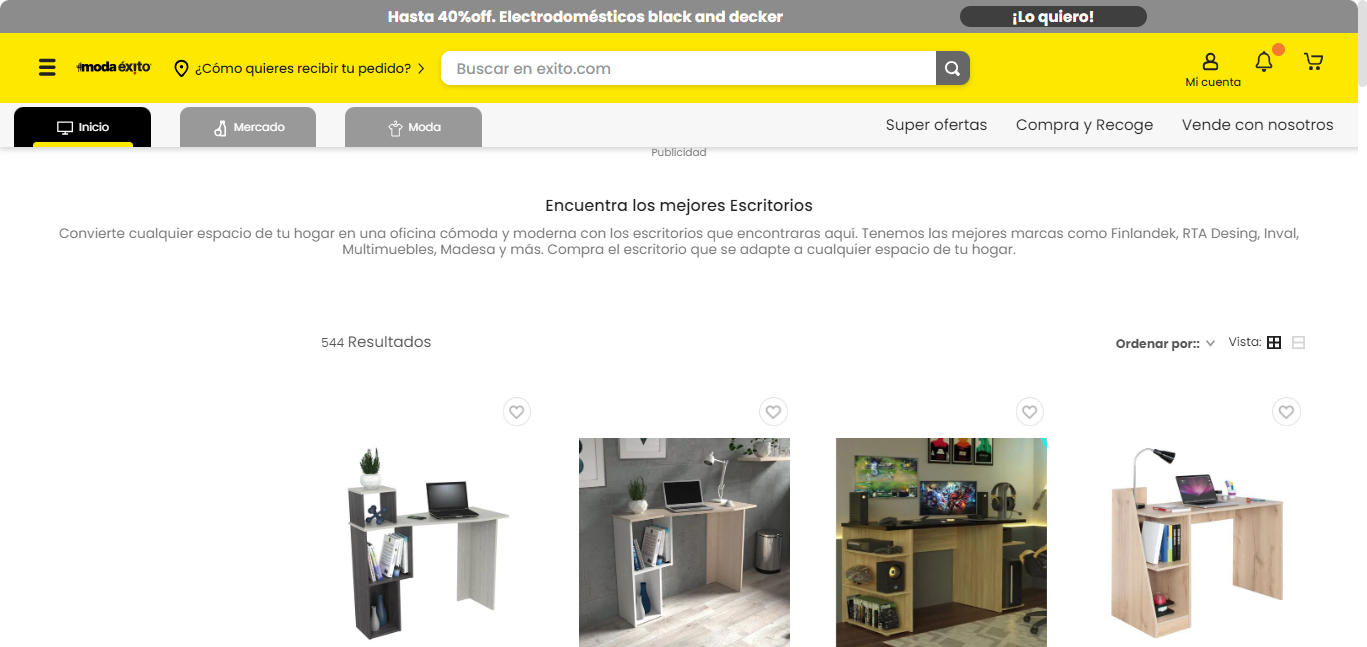 Hasta 40%off. Electrodomésticos black and decker
¡Lo quiero!
moda éxito
¿Cómo quieres recibir tu pedido?
Buscar en exito.com
Mi cuenta
Inicio
Mercado
Moda
Super ofertas
Compra y Recoge
Vende con nosotros
Publicidad
Encuentra los mejores Escritorios
Convierte cualquier espacio de tu hogar en una oficina cómoda y moderna con los escritorios que encontraras aquí. Tenemos las mejores marcas como Finlandek, RTA Desing, Inval,
Multimuebles, Madesa y más. Compra el escritorio que se adapte a cualquier espacio de tu hogar.
544 Resultados
Ordenar por::
Vista: